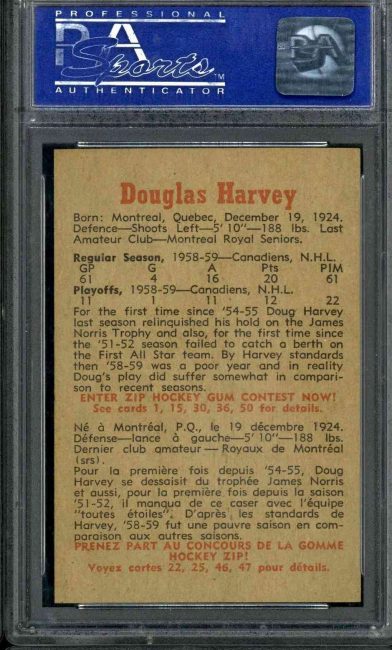 PROFESSIONAL
PSA
Sports
TM
AUTHENTICATOR
PSA
Douglas Harvey
Born: Montreal, Quebec, December 19, 1924.
Defence—Shoots Left—5' 10"—188 lbs. Last
Amateur Club—Montreal Royal Seniors.
Regular Season, 1958-59—Canadiens, N.H.L.
GP G A Pts PIM
61 4 16 20 61
Playoffs, 1958-59—Canadiens, N.H.L.
11 1 11 12 22
For the first time since '54-55 Doug Harvey
last season relinquished his hold on the James
Norris Trophy and also, for the first time since
the '51-52 season failed to catch a berth on
the First All Star team. By Harvey standards
then '58-59 was a poor year and in reality
Doug's play did suffer somewhat in compari-
son to recent seasons.
ENTER ZIP HOCKEY GUM CONTEST NOW!
See cards 1, 15, 30, 36, 50 for details.
Né à Montréal, P.Q., le 19 décembre 1924.
Défense—lance à gauche—5' 10"—188 lbs.
Dernier club amateur—Royaux de Montréal
(srs).
Pour la première fois depuis '54-55, Doug
Harvey se dessaisit du trophée James Norris
et aussi, pour la première fois depuis la saison
'51-52, il manqua de ce caser avec l'équipe
"toutes étoiles". D'après les standards de
Harvey, '58-59 fut une pauvre saison en com-
paraison aux autres saisons.
PRENEZ PART AU CONCOURS DE LA GOMME
HOCKEY ZIP!
Voyez cartes 22, 25, 46, 47 pour détails.